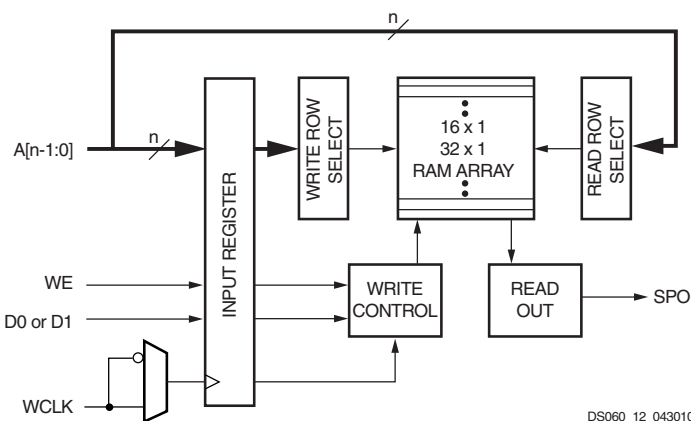 n
n
A[n-1:0]
INPUT REGISTER
WRITE ROW
SELECT
16 x 1
32 x 1
RAM ARRAY
READ ROW
SELECT
WE
D0 or D1
WRITE
CONTROL
READ
OUT
SPO
WCLK
DS060_12_043010